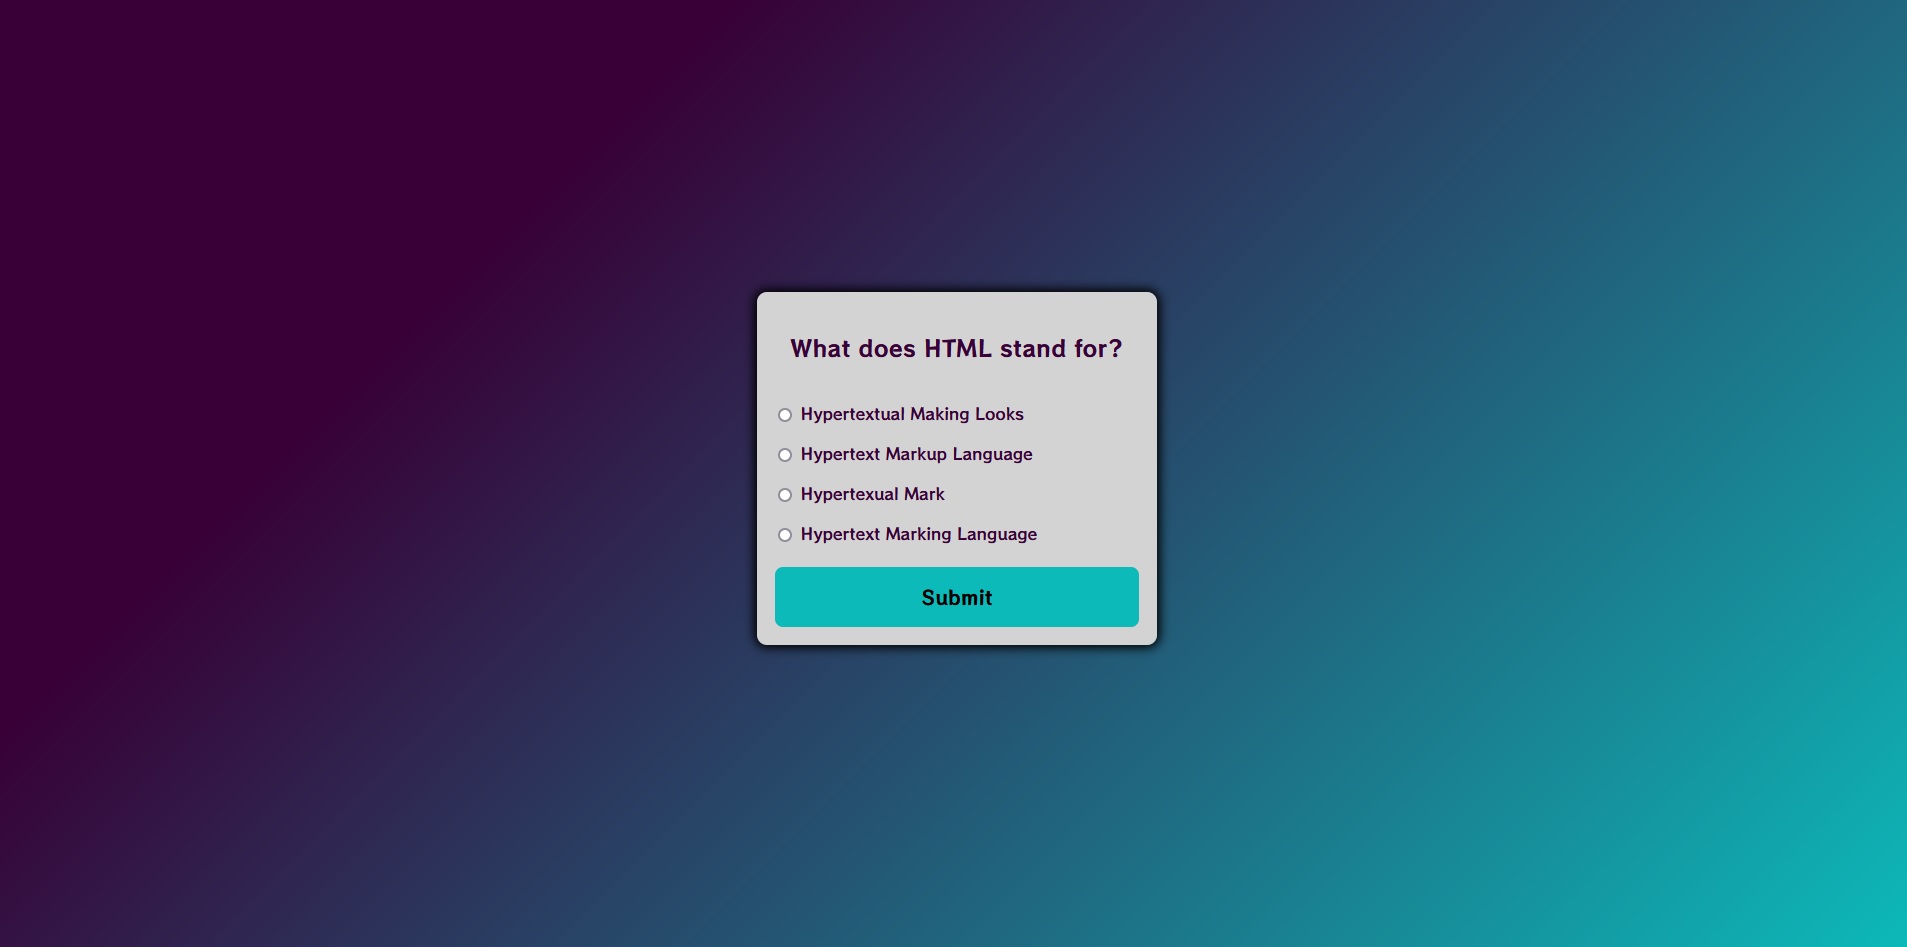 What does HTML stand for?
Hypertextual Making Looks
Hypertext Markup Language
Hypertexual Mark
Hypertext Marking Language
Submit